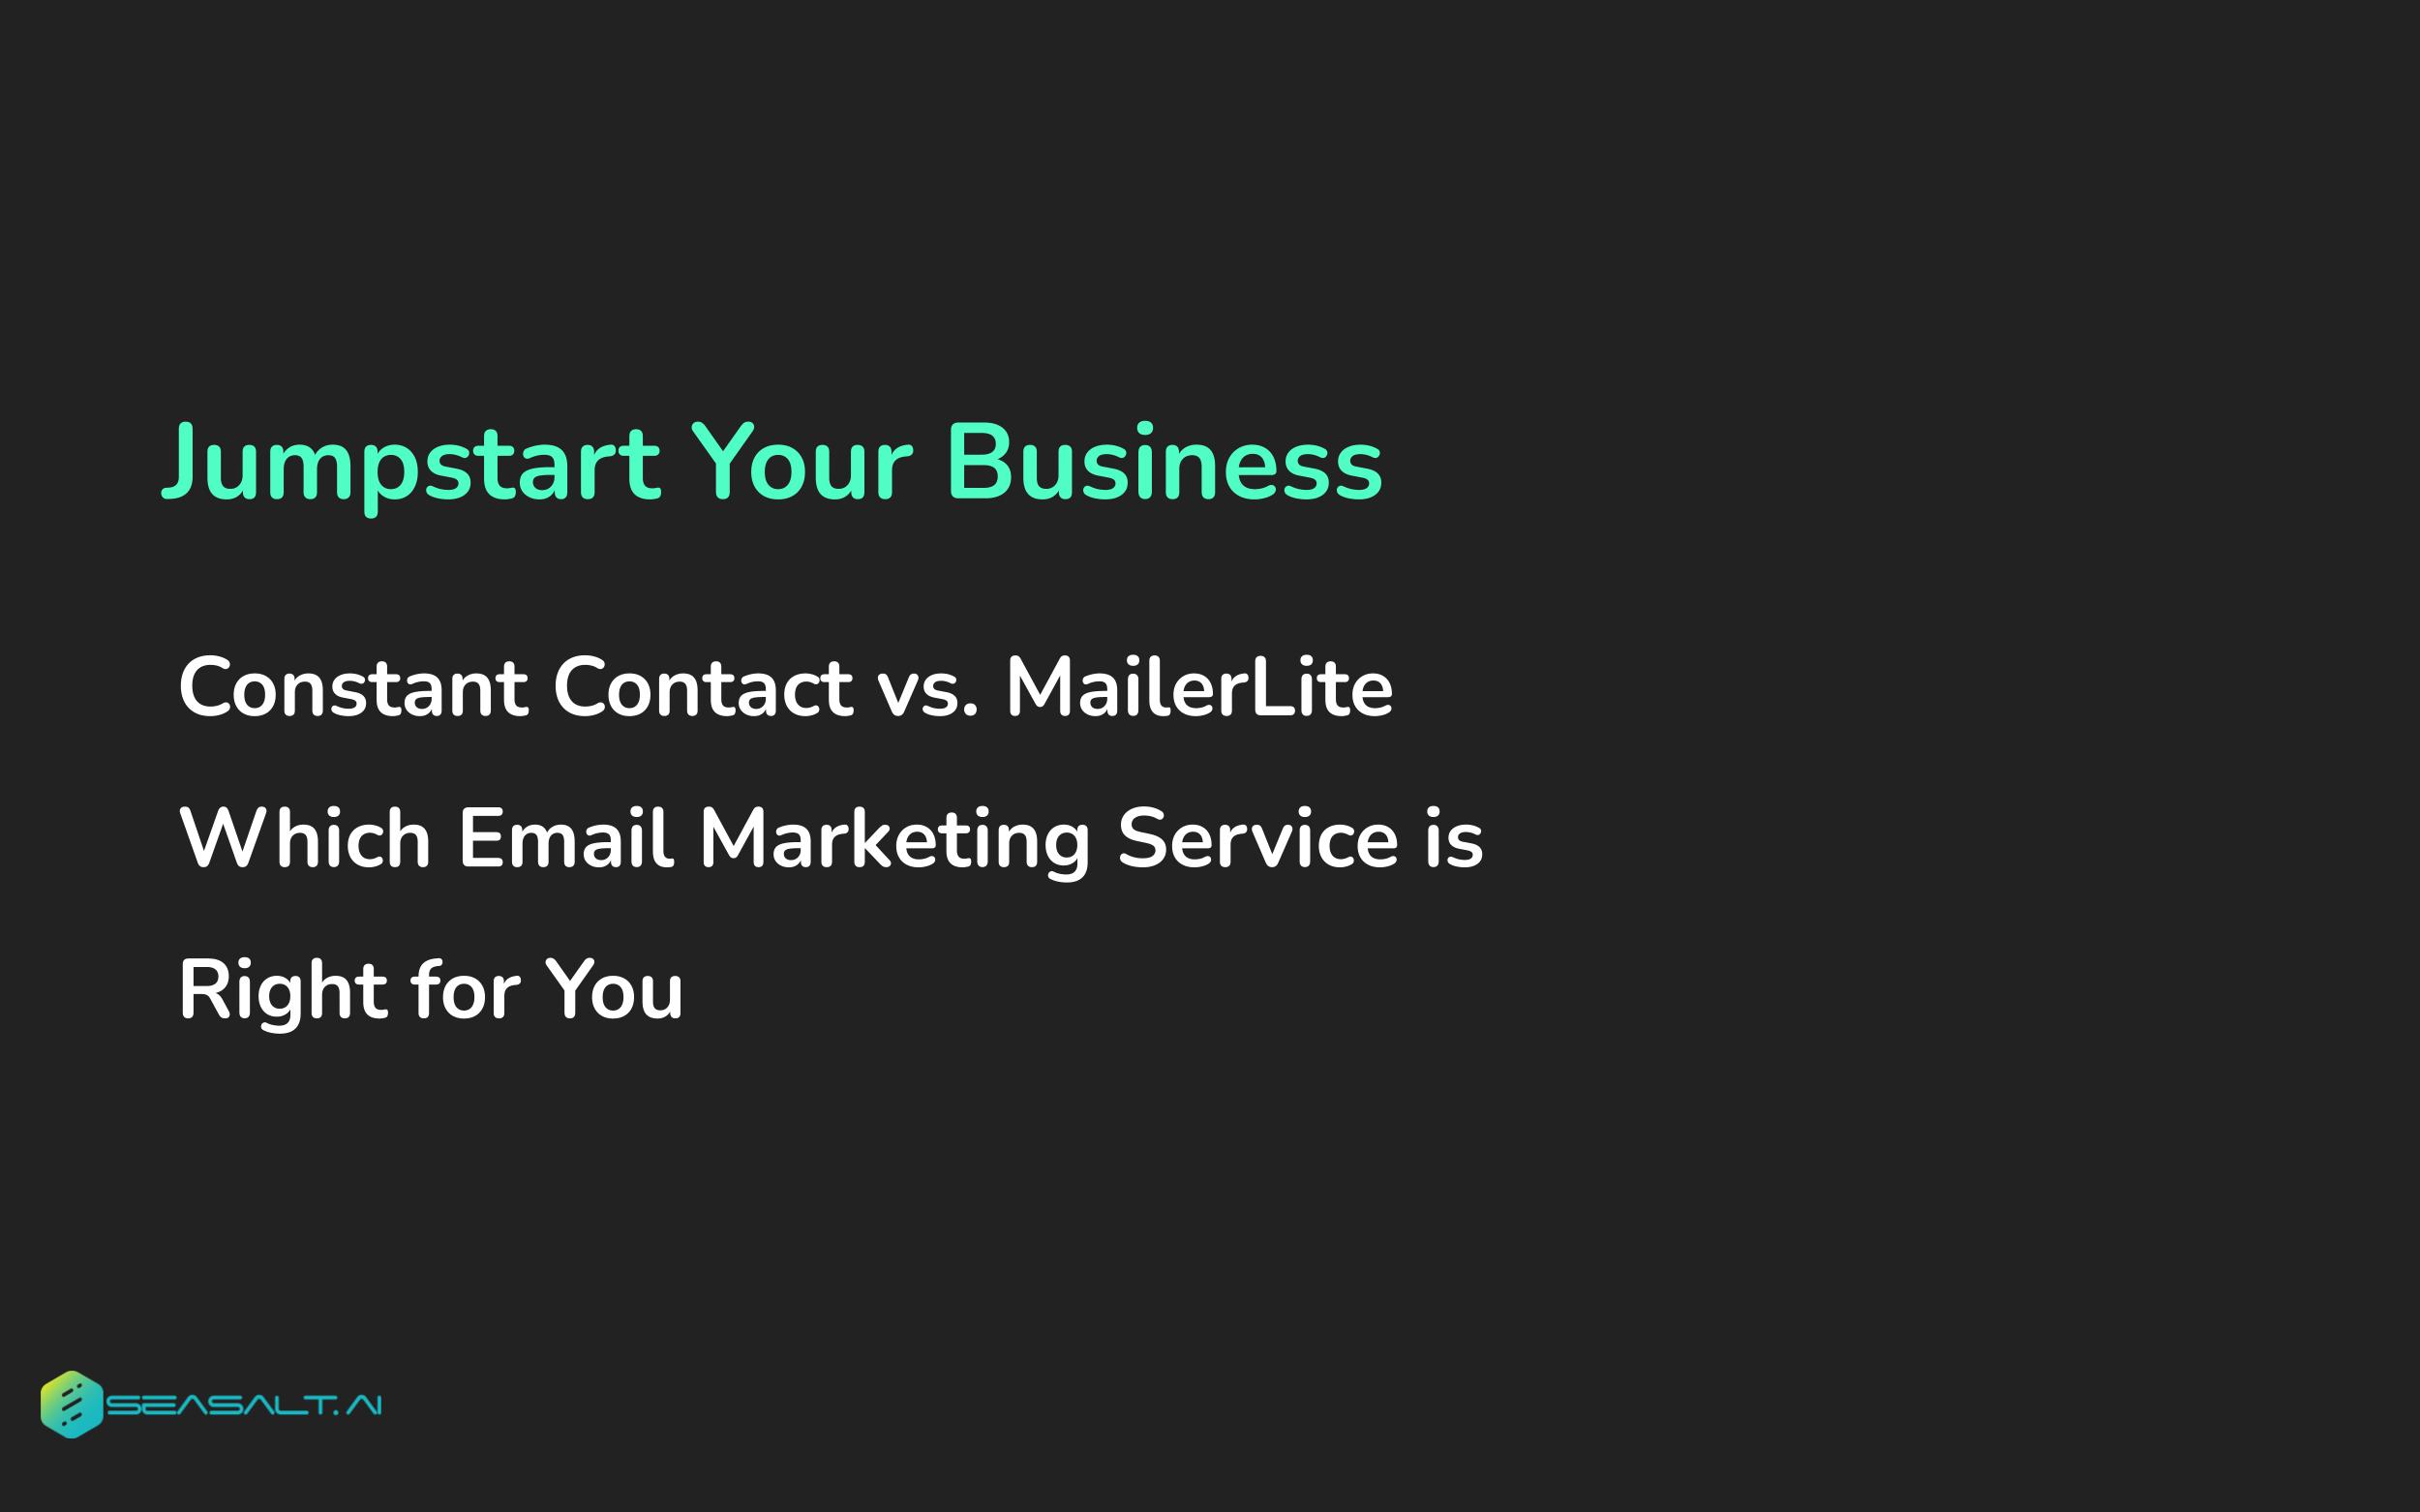 Jumpstart Your Business
Constant Contact vs. MailerLite
Which Email Marketing Service is
Right for You
SEASALT.AI